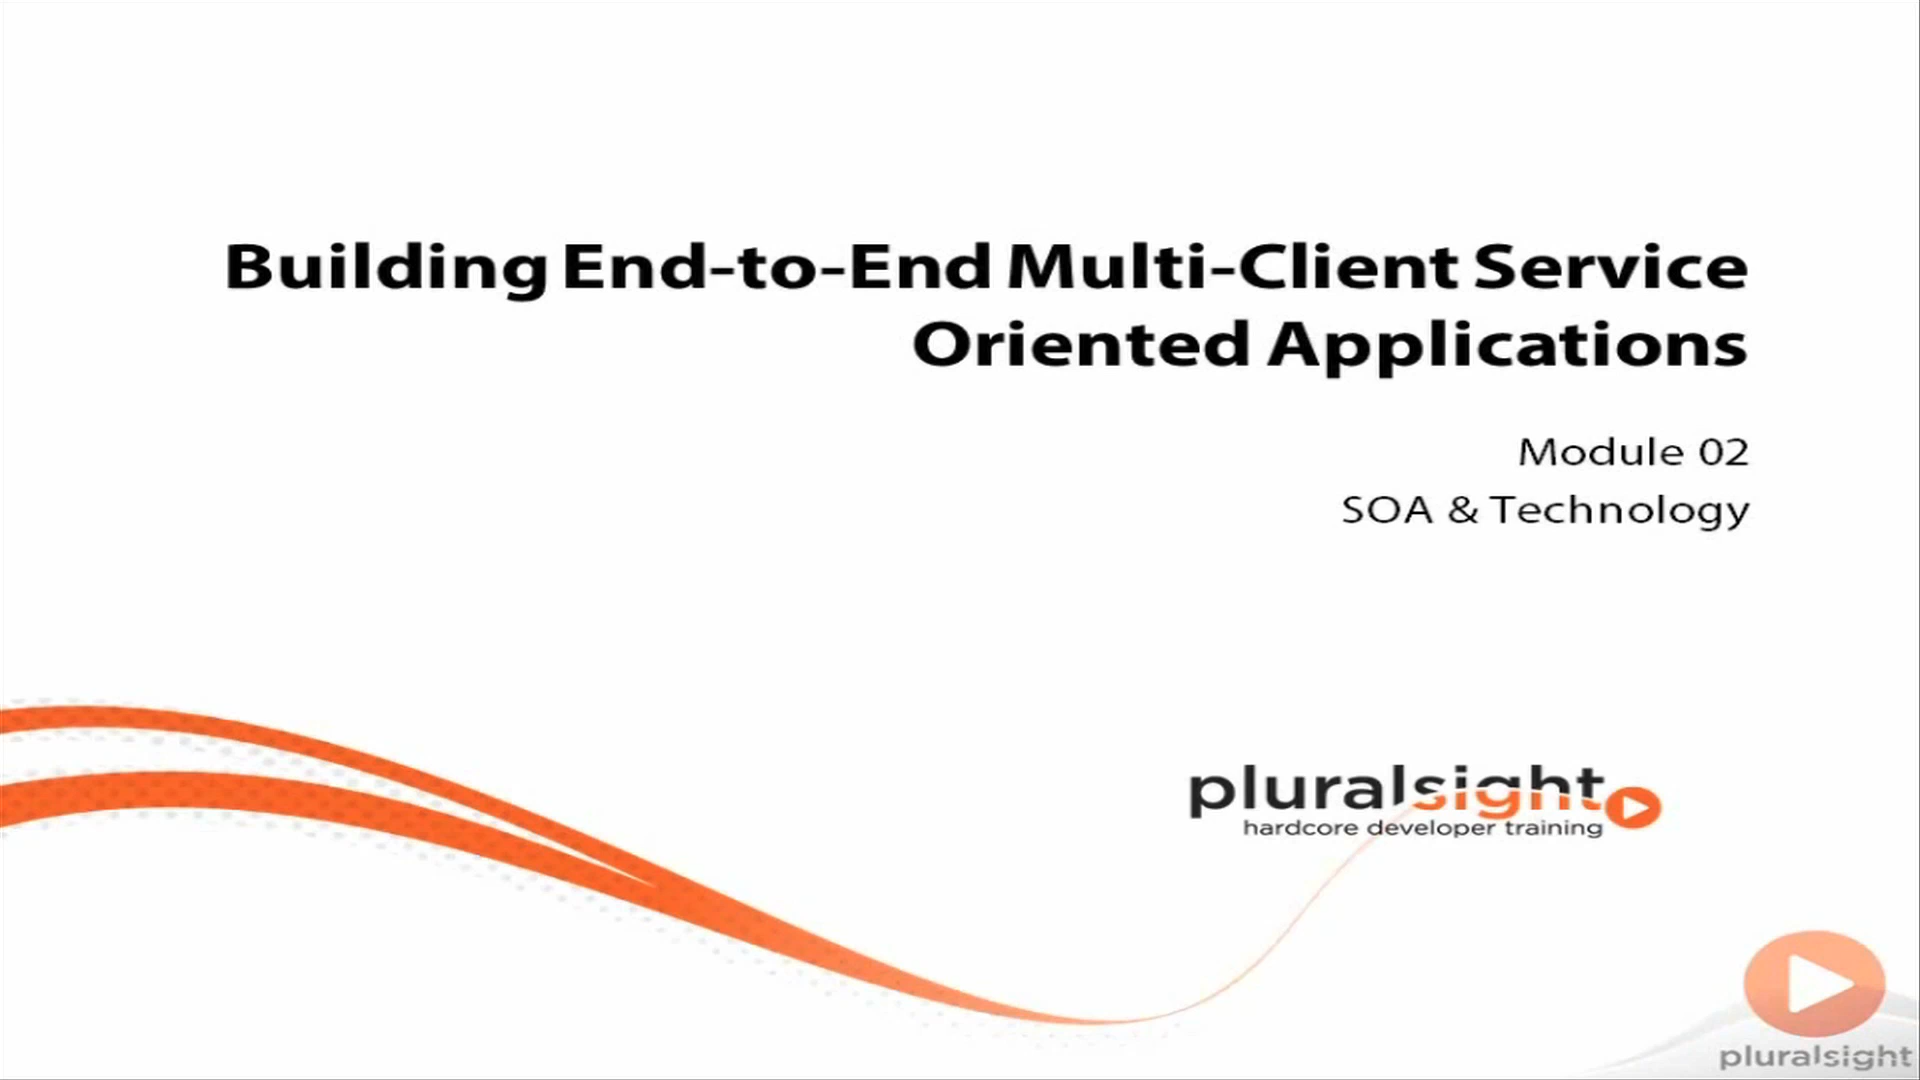 Building End-to-End Multi-Client Service
Oriented Applications
Module 02
SOA & Technology
pluralsight
hardcore developer training
pluralsight